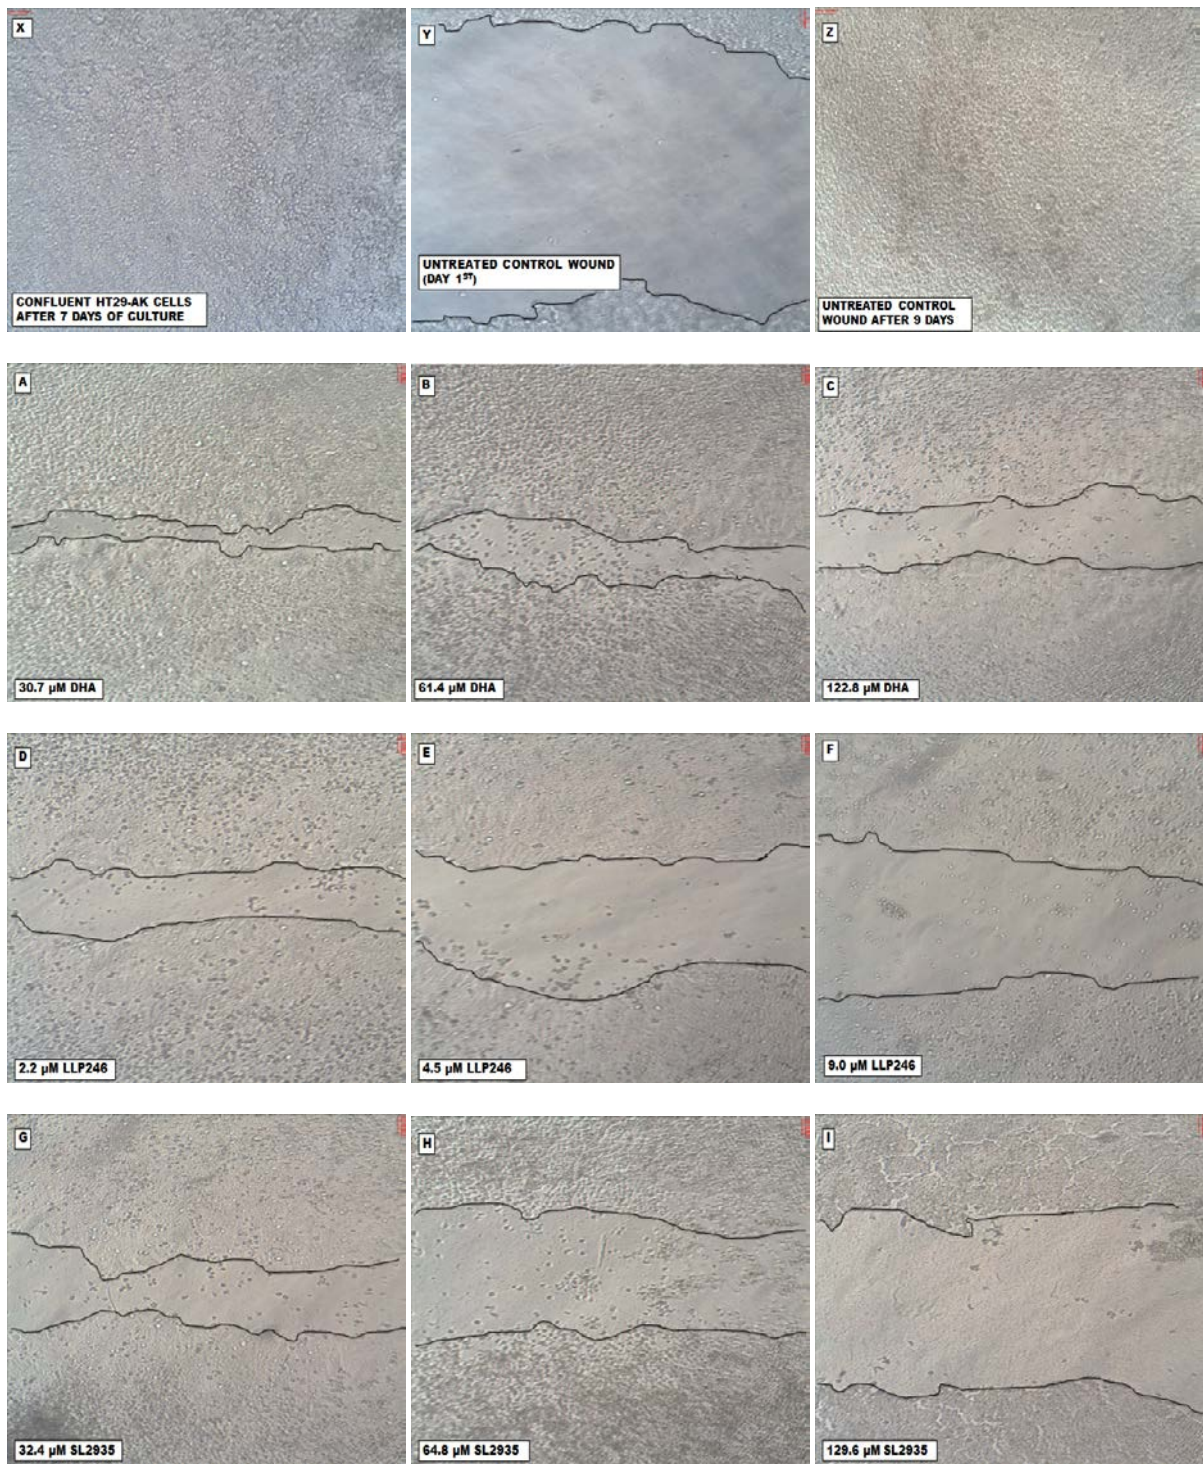 X
CONFLUENT HT29-AK CELLS
AFTER 7 DAYS OF CULTURE
Y
UNTREATED CONTROL WOUND
(DAY 1ST)
Z
UNTREATED CONTROL
WOUND AFTER 9 DAYS
A
30.7 µM DHA
B
61.4 µM DHA
C
122.8 µM DHA
D
2.2 µM LLP246
E
4.5 µM LLP246
F
9.0 µM LLP246
G
32.4 µM SL2935
H
64.8 µM SL2935
I
129.6 µM SL2935